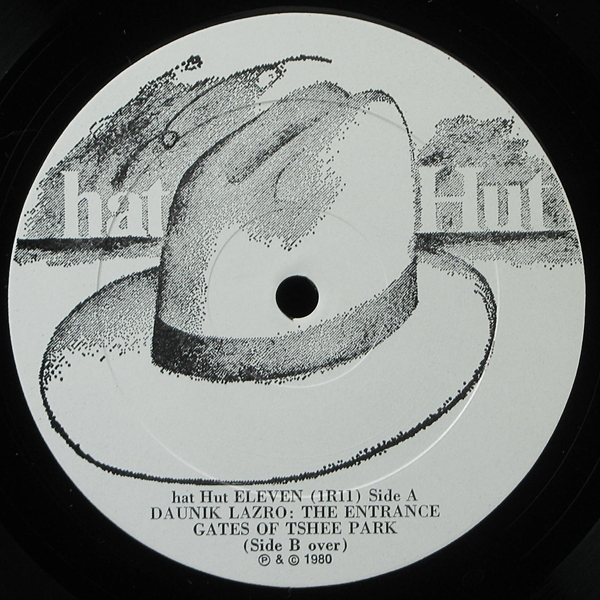 hat Hut
hat Hut ELEVEN (1R11) Side A
DAUNIK LAZRO: THE ENTRANCE
GATES OF TSHEE PARK
(Side B over)
℗ & © 1980